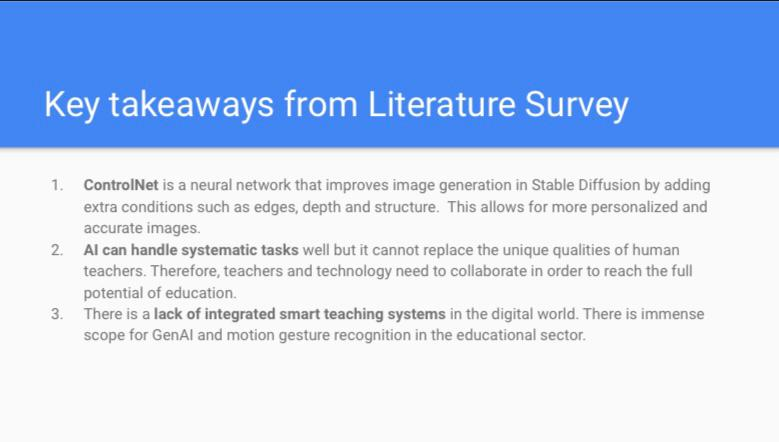 Key takeaways from Literature Survey
1. ControlNet is a neural network that improves image generation in Stable Diffusion by adding
extra conditions such as edges, depth and structure.  This allows for more personalized and
accurate images.
2. AI can handle systematic tasks well but it cannot replace the unique qualities of human
teachers. Therefore, teachers and technology need to collaborate in order to reach the full
potential of education.
3. There is a lack of integrated smart teaching systems in the digital world. There is immense
scope for GenAI and motion gesture recognition in the educational sector.